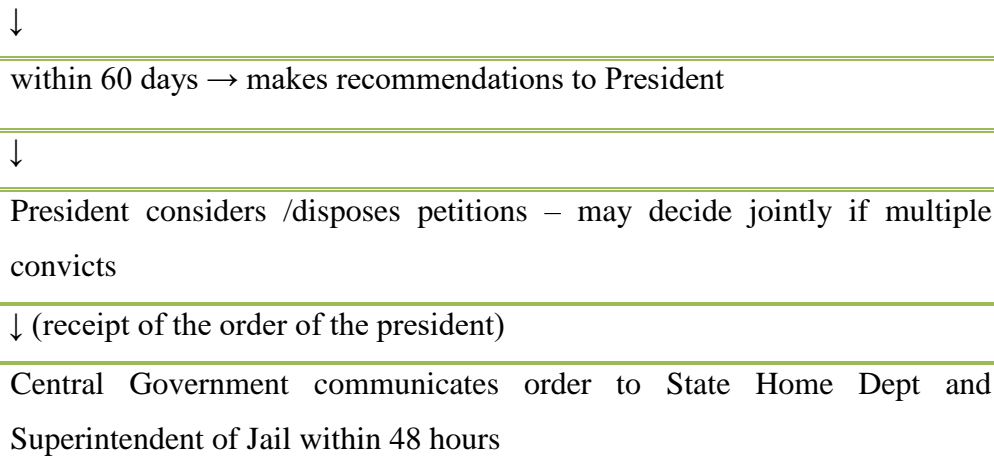 ↓
within 60 days → makes recommendations to President
↓
President considers /disposes petitions – may decide jointly if multiple
convicts
↓ (receipt of the order of the president)
Central Government communicates order to State Home Dept and
Superintendent of Jail within 48 hours